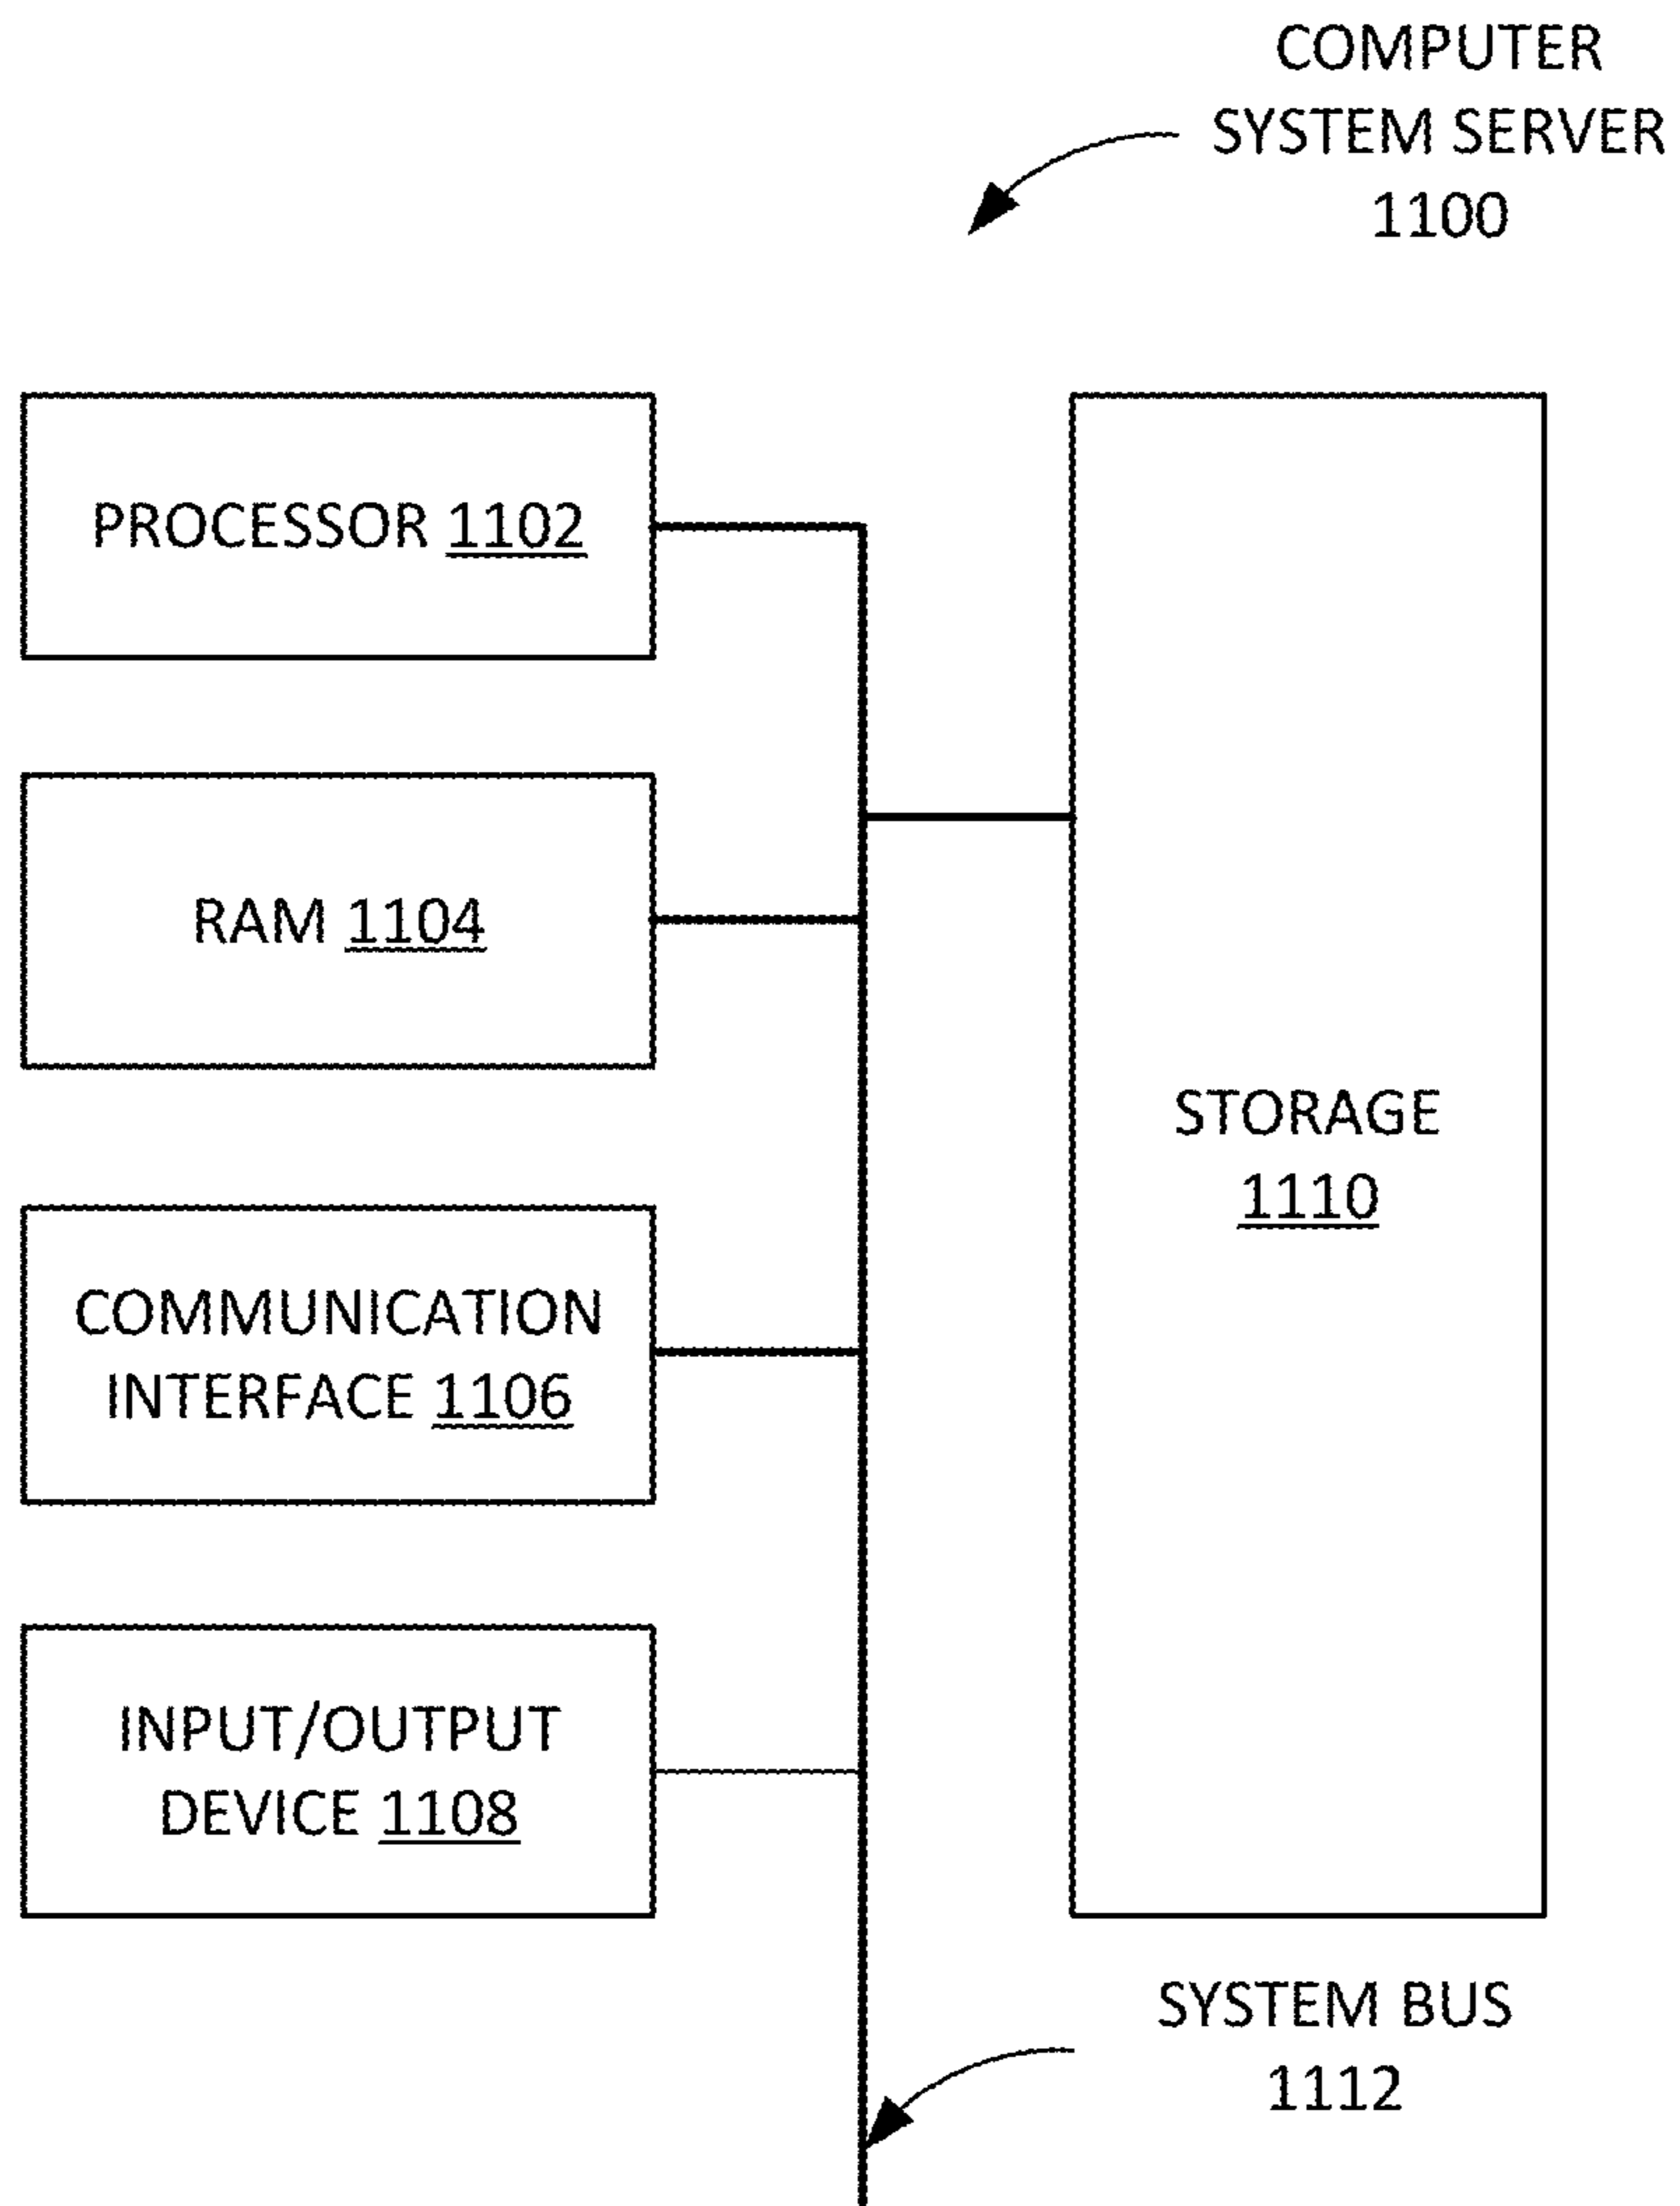 COMPUTER
SYSTEM SERVER
1100
PROCESSOR 1102
RAM 1104
STORAGE
1110
COMMUNICATION
INTERFACE 1106
INPUT/OUTPUT
DEVICE 1108
SYSTEM BUS
1112